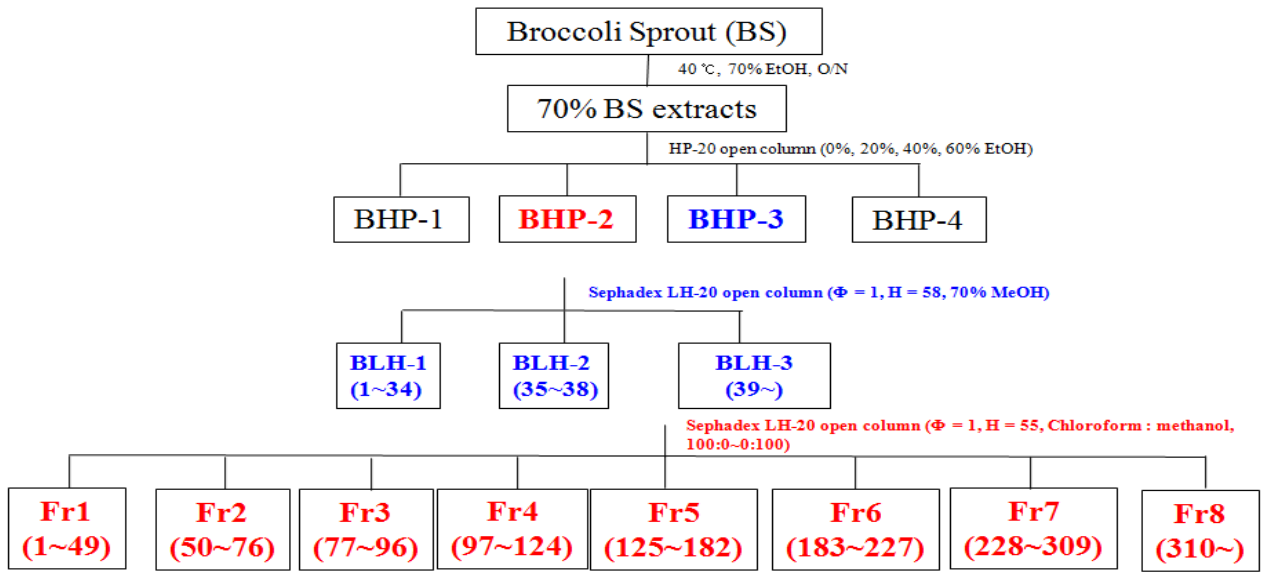 Broccoli Sprout (BS)
40 ℃, 70% EtOH, O/N
70% BS extracts
HP-20 open column (0%, 20%, 40%, 60% EtOH)
BHP-1
BHP-2
BHP-3
BHP-4
Sephadex LH-20 open column (Φ = 1, H = 58, 70% MeOH)
BLH-1
(1~34)
BLH-2
(35~38)
BLH-3
(39~)
Sephadex LH-20 open column (Φ = 1, H = 55, Chloroform : methanol,
100:0~0:100)
Fr1
(1~49)
Fr2
(50~76)
Fr3
(77~96)
Fr4
(97~124)
Fr5
(125~182)
Fr6
(183~227)
Fr7
(228~309)
Fr8
(310~)